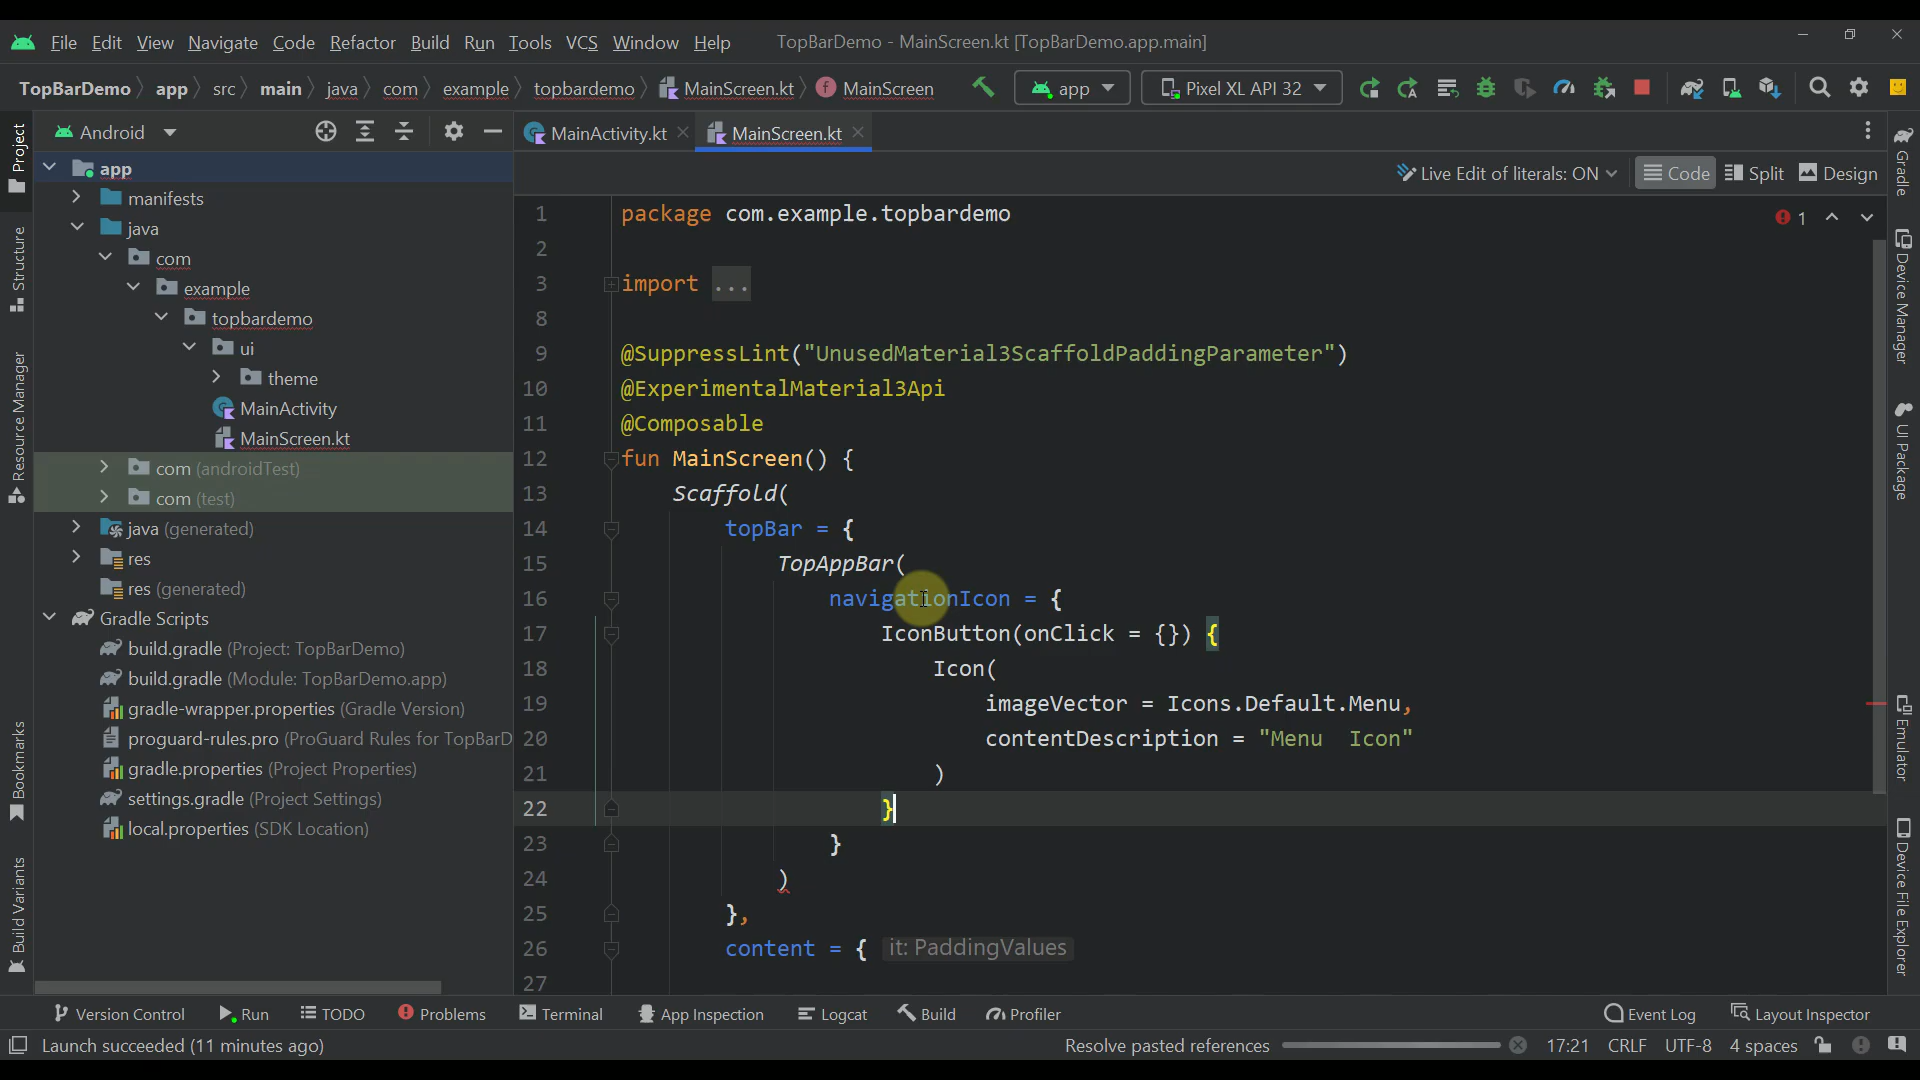 File Edit View Navigate Code Refactor Build Run Tools VCS Window Help TopBarDemo - MainScreen.kt [TopBarDemo.app.main]
TopBarDemo app src main java com example topbardemo MainScreen.kt MainScreen app Pixel XL API 32
Project
Structure
Resource Manager
Bookmarks
Build Variants
Android
app
manifests
java
com
example
topbardemo
ui
theme
MainActivity
MainScreen.kt
com (androidTest)
com (test)
java (generated)
res
res (generated)
Gradle Scripts
build.gradle (Project: TopBarDemo)
build.gradle (Module: TopBarDemo.app)
gradle-wrapper.properties (Gradle Version)
proguard-rules.pro (ProGuard Rules for TopBarD
gradle.properties (Project Properties)
settings.gradle (Project Settings)
local.properties (SDK Location)
MainActivity.kt MainScreen.kt
Live Edit of literals: ON Code Split Design
1 package com.example.topbardemo
1
2
3 import ...
8
9 @SuppressLint("UnusedMaterial3ScaffoldPaddingParameter")
10 @ExperimentalMaterial3Api
11 @Composable
12 fun MainScreen() {
13 Scaffold(
14 topBar = {
15 TopAppBar(
16 navigationIcon = {
17 IconButton(onClick = {}) {
18 Icon(
19 imageVector = Icons.Default.Menu,
20 contentDescription = "Menu  Icon"
21 )
22 }
23 }
24 )
25 },
26 content = { it: PaddingValues
27
Gradle
Device Manager
UI Package
Emulator
Device File Explorer
Version Control Run TODO Problems Terminal App Inspection Logcat Build Profiler Event Log Layout Inspector
Launch succeeded (11 minutes ago) Resolve pasted references 17:21 CRLF UTF-8 4 spaces